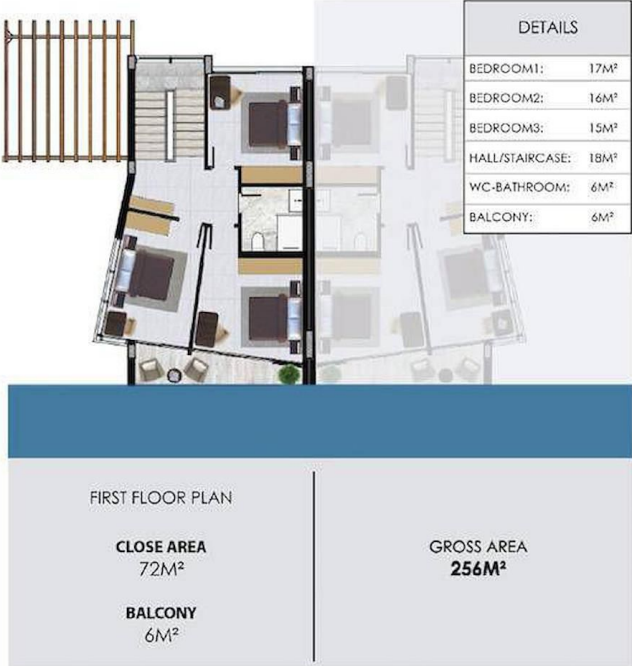 DETAILS
BEDROOM1: 17M²
BEDROOM2: 16M²
BEDROOM3: 15M²
HALL/STAIRCASE: 18M²
WC-BATHROOM: 6M²
BALCONY: 6M²
FIRST FLOOR PLAN
CLOSE AREA
72M²
BALCONY
6M²
GROSS AREA
256M²